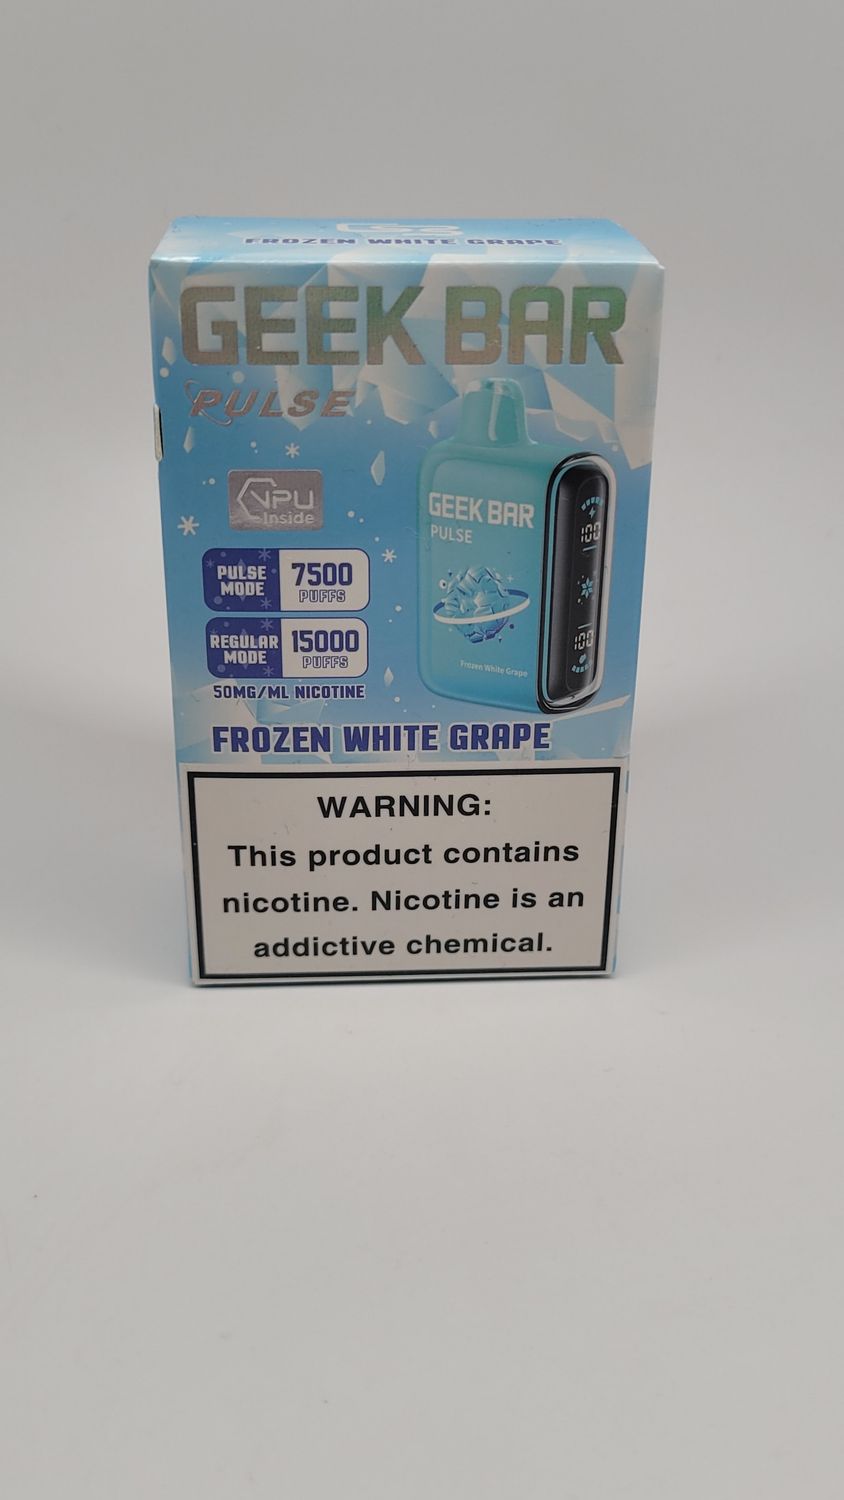 FROZEN WHITE GRAPE
GEEK BAR
PULSE
VPU
Inside
PULSE MODE
7500 PUFFS
REGULAR MODE
15000 PUFFS
50MG/ML NICOTINE
FROZEN WHITE GRAPE
GEEK BAR
PULSE
Frozen White Grape
100
100
WARNING:
This product contains
nicotine. Nicotine is an
addictive chemical.